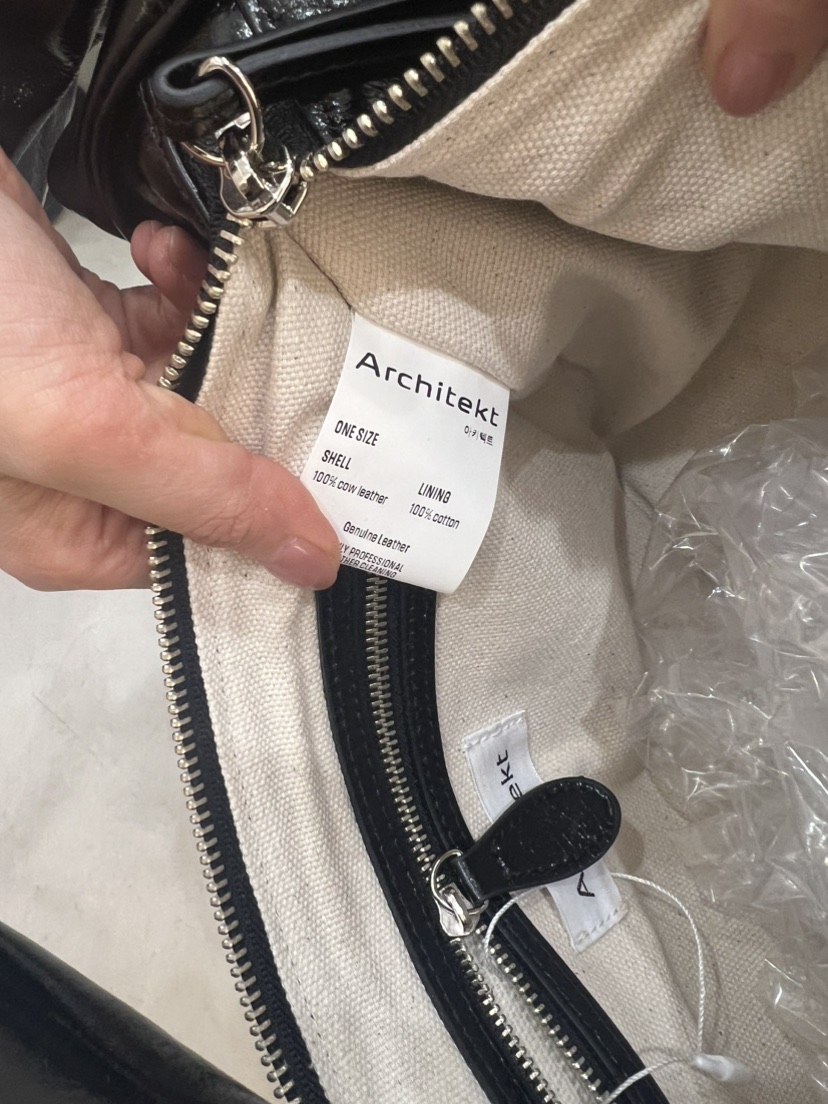 Architekt
아키텍트
ONE SIZE
SHELL
100% cow leather
LINING
100% cotton
Genuine Leather
PROFESSIONAL
CLEANING